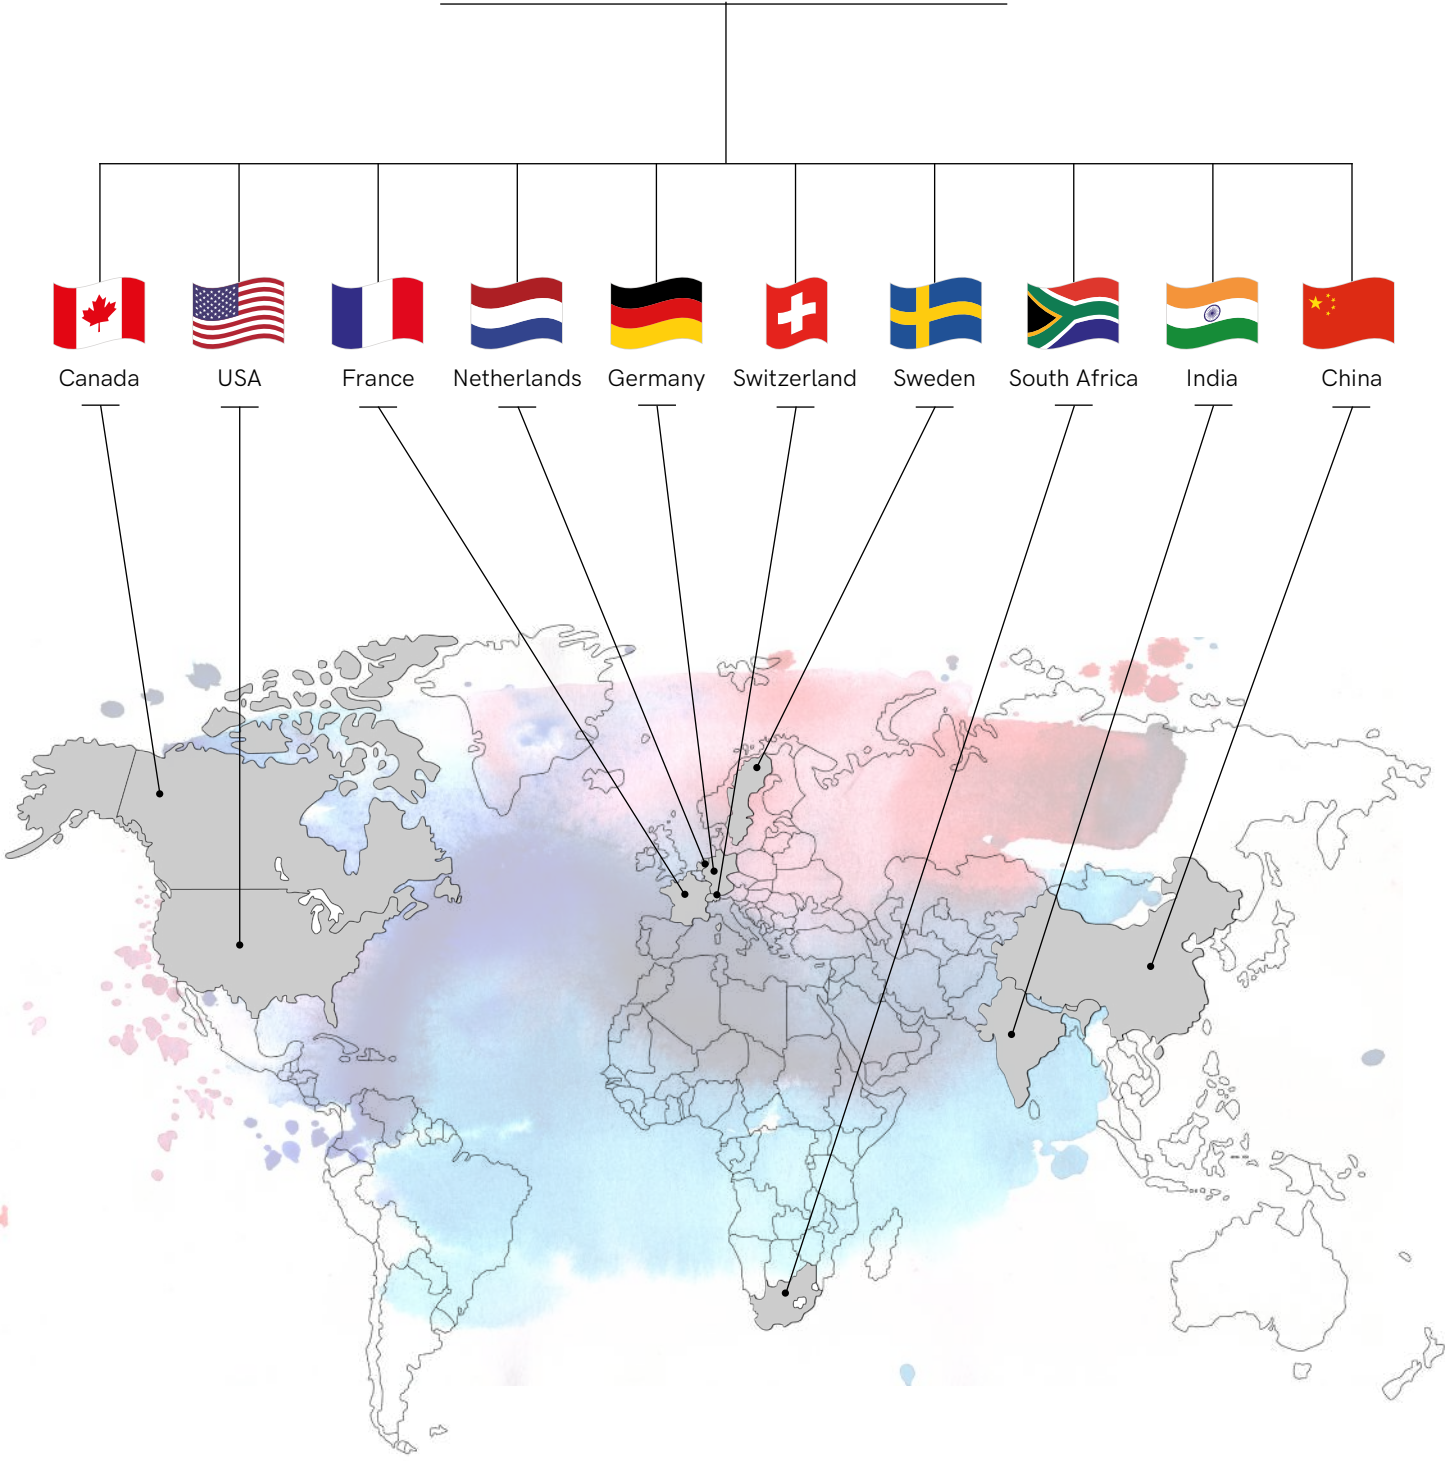 Canada
USA
France
Netherlands
Germany
Switzerland
Sweden
South Africa
India
China